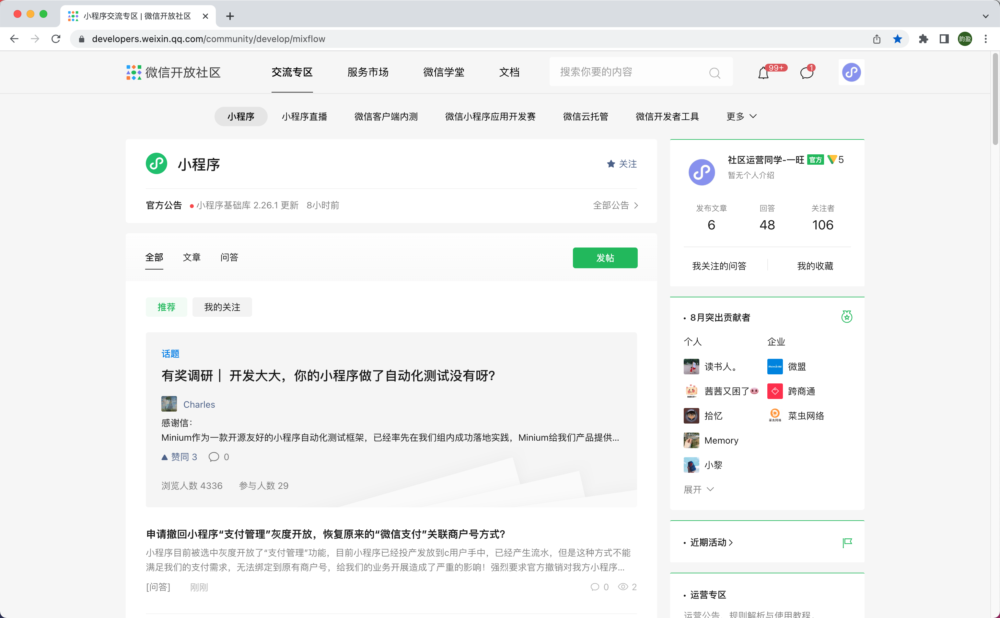 小程序交流专区 | 微信开放社区
developers.weixin.qq.com/community/develop/mixflow
韵盈
微信开放社区
交流专区
服务市场
微信学堂
文档
搜索你要的内容
99+
1
小程序
小程序直播
微信客户端内测
微信小程序应用开发赛
微信云托管
微信开发者工具
更多
小程序
关注
官方公告
小程序基础库 2.26.1 更新 8小时前
全部公告
全部
文章
问答
发帖
推荐
我的关注
话题
有奖调研｜ 开发大大，你的小程序做了自动化测试没有呀?
Charles
感谢信：
Minium作为一款开源友好的小程序自动化测试框架，已经率先在我们组内成功落地实践，Minium给我们产品提供...
赞同 3
0
浏览人数 4336
参与人数 29
申请撤回小程序“支付管理”灰度开放，恢复原来的“微信支付”关联商户号方式?
小程序目前被选中灰度开放了“支付管理”功能，目前小程序已经投产发放到c用户手中，已经产生流水，但是这种方式不能
满足我们的支付需求，无法绑定到原有商户号，给我们的业务开展造成了严重的影响！强烈要求官方撤销对我方小程序...
[问答]
刚刚
0
2
社区运营同学-一旺 官方 5
暂无个人介绍
发布文章
回答
关注者
6
48
106
我关注的问答
我的收藏
• 8月突出贡献者
个人
企业
读书人。
Weimob 微盟
微盟
茜茜又困了🐽
跨商通
拾忆
菜虫网络
菜虫网络
Memory
小黎
展开
• 近期活动
• 运营专区
运营公告、规则解析与使用教程。